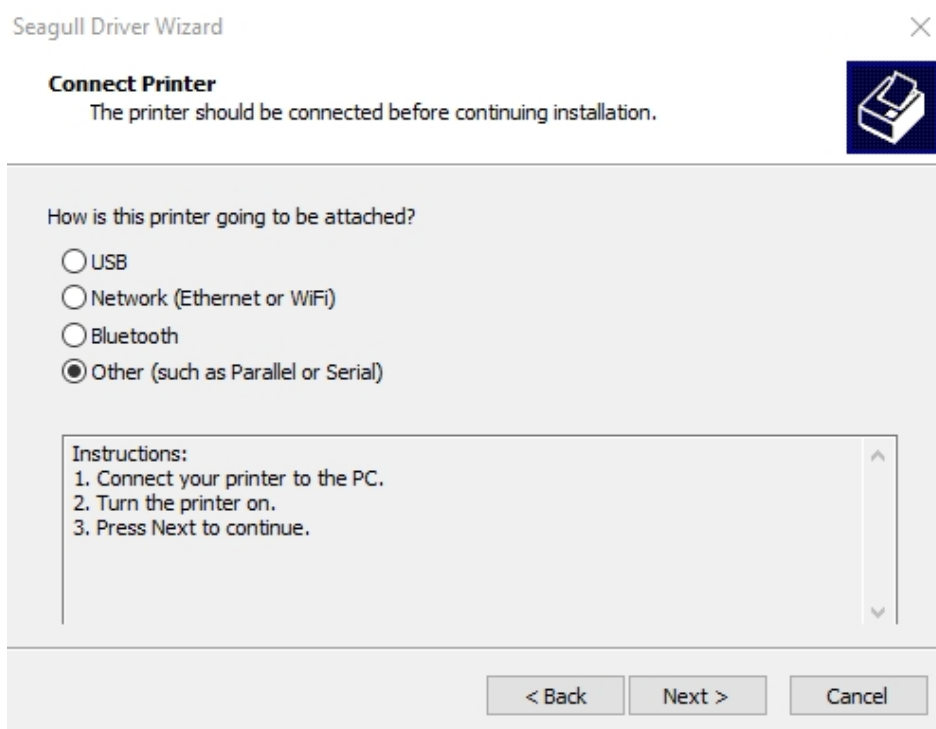 Seagull Driver Wizard
Connect Printer
The printer should be connected before continuing installation.
How is this printer going to be attached?
USB
Network (Ethernet or WiFi)
Bluetooth
Other (such as Parallel or Serial)
Instructions:
1. Connect your printer to the PC.
2. Turn the printer on.
3. Press Next to continue.
< Back Next > Cancel